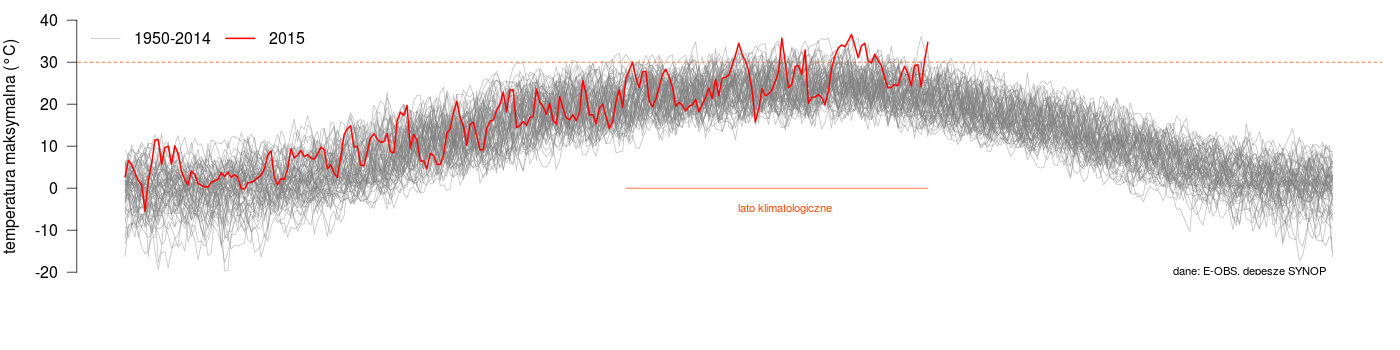 temperatura maksymalna (°C)
40
30
20
10
0
-10
-20
1950-2014 2015
lato klimatologiczne
dane: E-OBS, depesze SYNOP